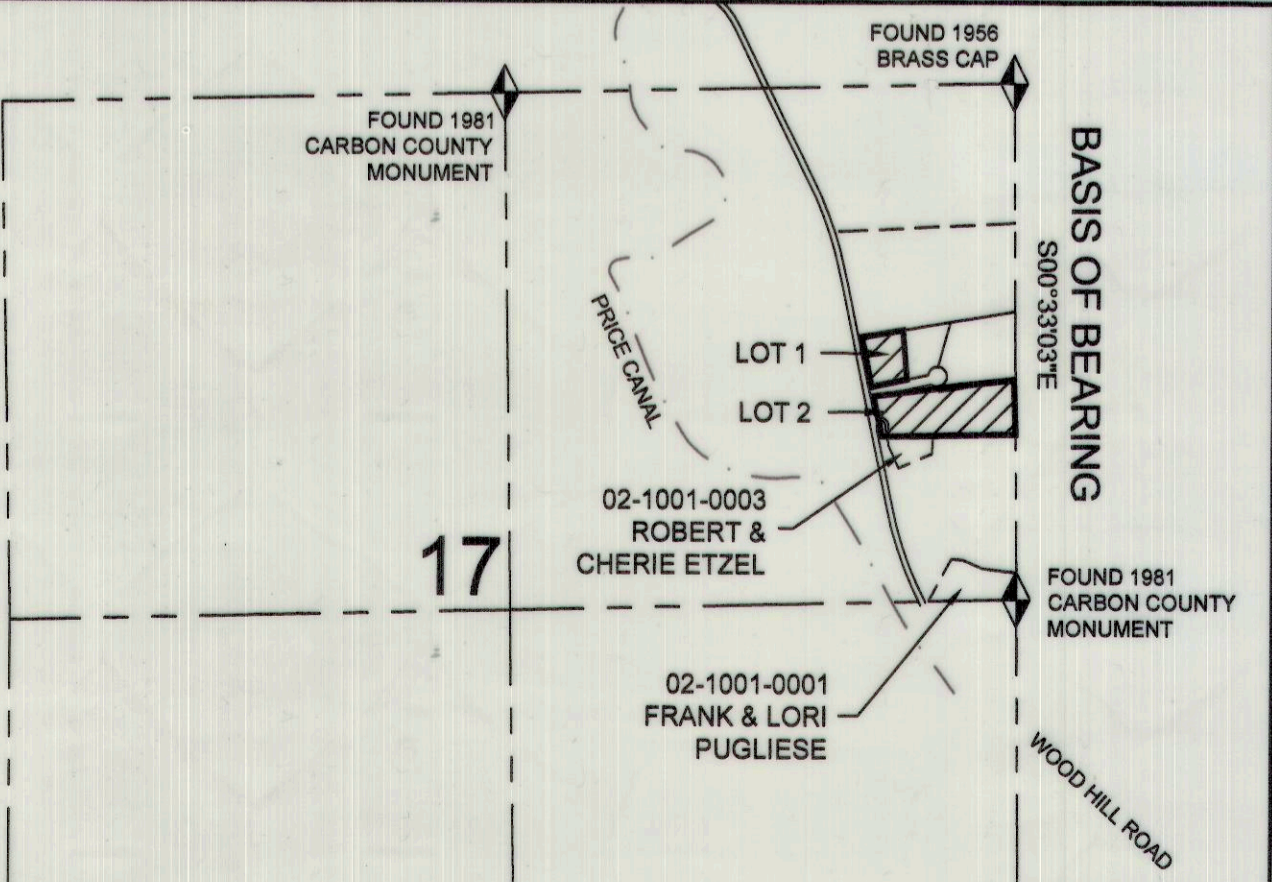 FOUND 1956
BRASS CAP
FOUND 1981
CARBON COUNTY
MONUMENT
BASIS OF BEARING
S00°33'03"E
PRICE CANAL
LOT 1
LOT 2
02-1001-0003
ROBERT &
CHERIE ETZEL
17
FOUND 1981
CARBON COUNTY
MONUMENT
02-1001-0001
FRANK & LORI
PUGLIESE
WOOD HILL ROAD